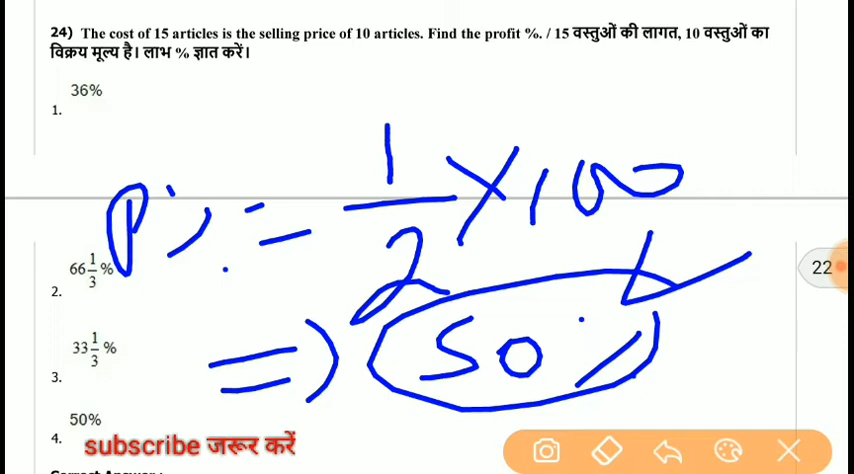 24) The cost of 15 articles is the selling price of 10 articles. Find the profit %. / 15 वस्तुओं की लागत, 10 वस्तुओं का
विक्रय मूल्य है। लाभ % ज्ञात करें।
36%
1.
P% = 1/2 × 100
66 1/3 %
2.
22
33 1/3 %
3.
=> 50%
50%
4.
subscribe जरूर करें